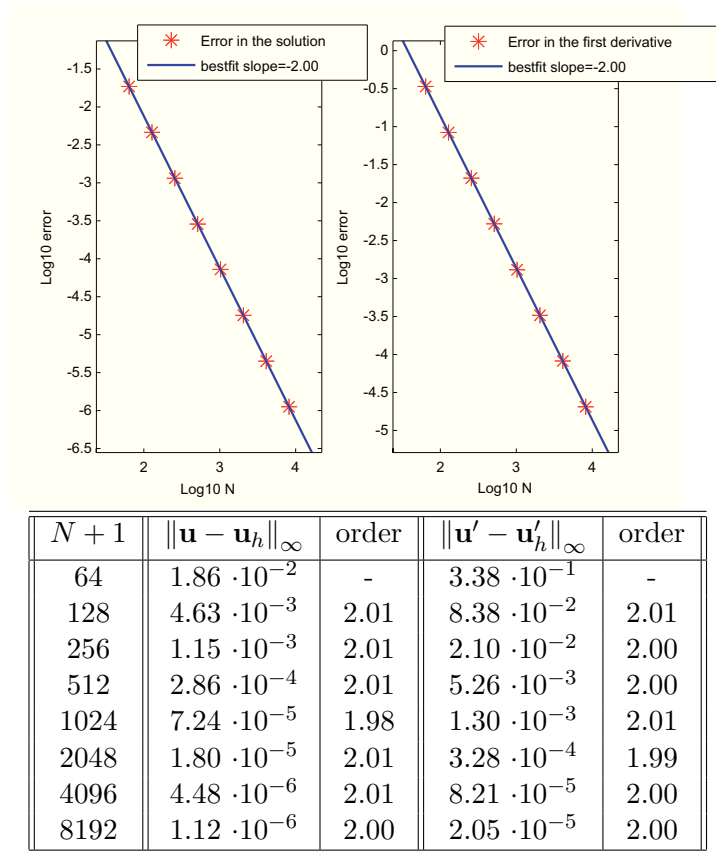 Error in the solution
bestfit slope=-2.00
-1.5
-2
-2.5
-3
-3.5
-4
-4.5
-5
-5.5
-6
-6.5
Log10 error
2
3
4
Log10 N
Error in the first derivative
bestfit slope=-2.00
0
-0.5
-1
-1.5
-2
-2.5
-3
-3.5
-4
-4.5
-5
Log10 error
2
3
4
Log10 N
N + 1 ‖u − u_h‖_∞ order ‖u′ − u′_h‖_∞ order
64 1.86 ·10^{−2} - 3.38 ·10^{−1} -
128 4.63 ·10^{−3} 2.01 8.38 ·10^{−2} 2.01
256 1.15 ·10^{−3} 2.01 2.10 ·10^{−2} 2.00
512 2.86 ·10^{−4} 2.01 5.26 ·10^{−3} 2.00
1024 7.24 ·10^{−5} 1.98 1.30 ·10^{−3} 2.01
2048 1.80 ·10^{−5} 2.01 3.28 ·10^{−4} 1.99
4096 4.48 ·10^{−6} 2.01 8.21 ·10^{−5} 2.00
8192 1.12 ·10^{−6} 2.00 2.05 ·10^{−5} 2.00